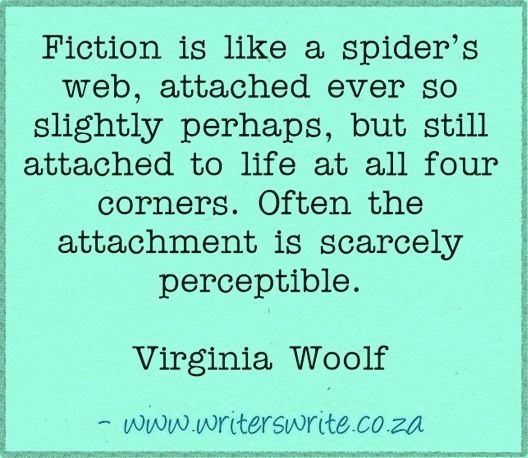 Fiction is like a spider’s
web, attached ever so
slightly perhaps, but still
attached to life at all four
corners. Often the
attachment is scarcely
perceptible.
Virginia Woolf
- www.writerswrite.co.za